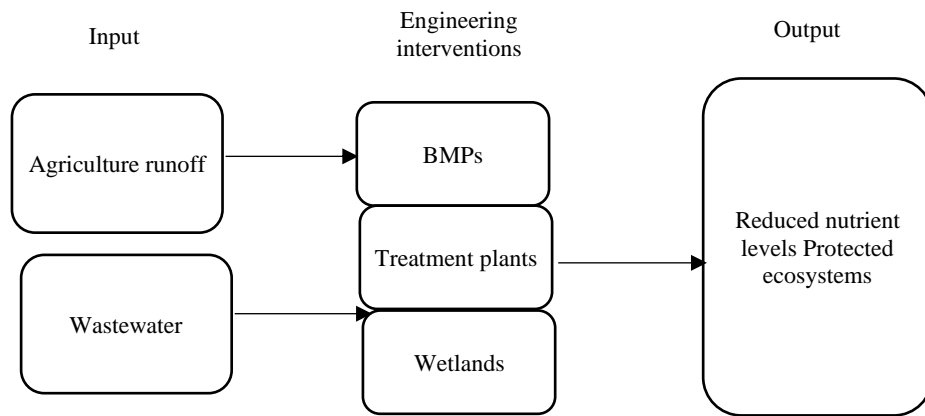 Input
Engineering
interventions
Output
Agriculture runoff
BMPs
Treatment plants
Reduced nutrient
levels Protected
ecosystems
Wastewater
Wetlands